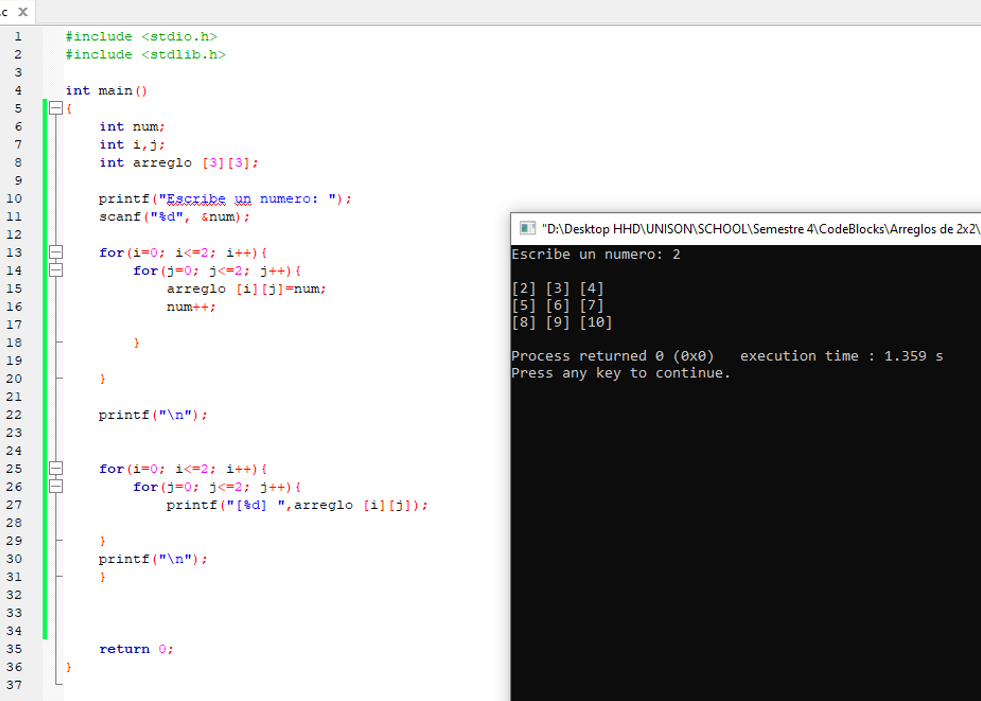 .c X
1 #include <stdio.h>
2 #include <stdlib.h>
3
4 int main()
5 {
6 int num;
7 int i,j;
8 int arreglo [3][3];
9
10 printf("Escribe un numero: ");
11 scanf("%d", &num);
12
13 for(i=0; i<=2; i++){
14 for(j=0; j<=2; j++){
15 arreglo [i][j]=num;
16 num++;
17
18 }
19
20 }
21
22 printf("\n");
23
24
25 for(i=0; i<=2; i++){
26 for(j=0; j<=2; j++){
27 printf("[%d] ",arreglo [i][j]);
28
29 }
30 printf("\n");
31 }
32
33
34
35 return 0;
36 }
37
"D:\Desktop HHD\UNISON\SCHOOL\Semestre 4\CodeBlocks\Arreglos de 2x2\
Escribe un numero: 2
[2] [3] [4]
[5] [6] [7]
[8] [9] [10]
Process returned 0 (0x0) execution time : 1.359 s
Press any key to continue.